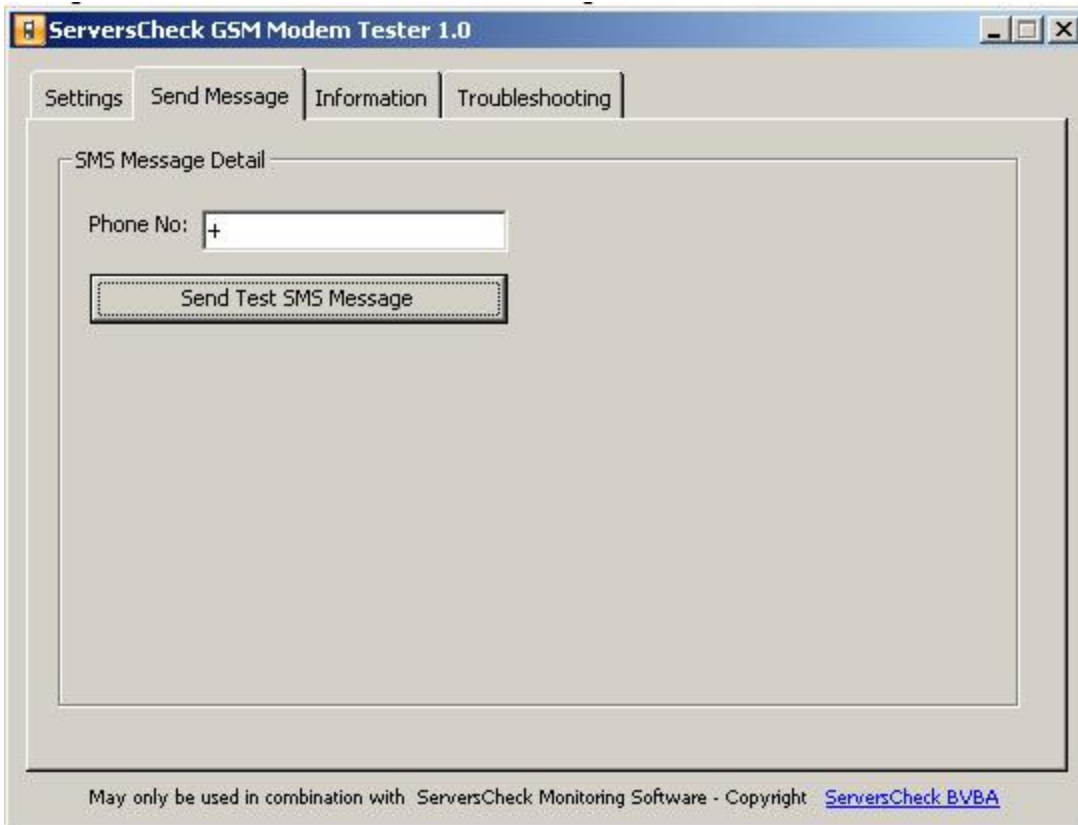 ServersCheck GSM Modem Tester 1.0
Settings Send Message Information Troubleshooting
SMS Message Detail
Phone No: +
Send Test SMS Message
May only be used in combination with ServersCheck Monitoring Software - Copyright ServersCheck BVBA